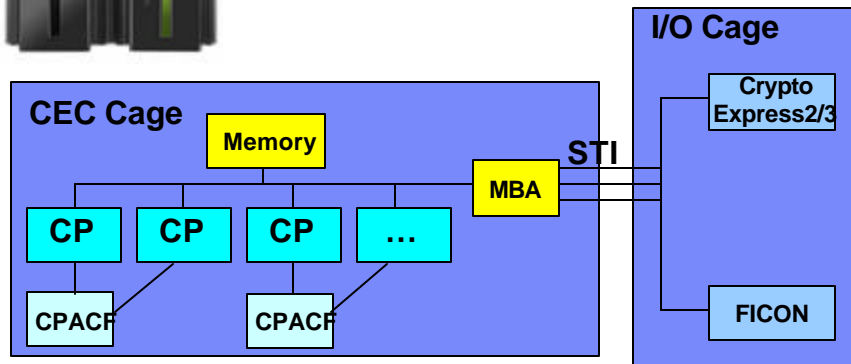 I/O Cage
Crypto
Express2/3
CEC Cage
Memory
STI
MBA
CP
CP
CP
...
CPACF
CPACF
FICON